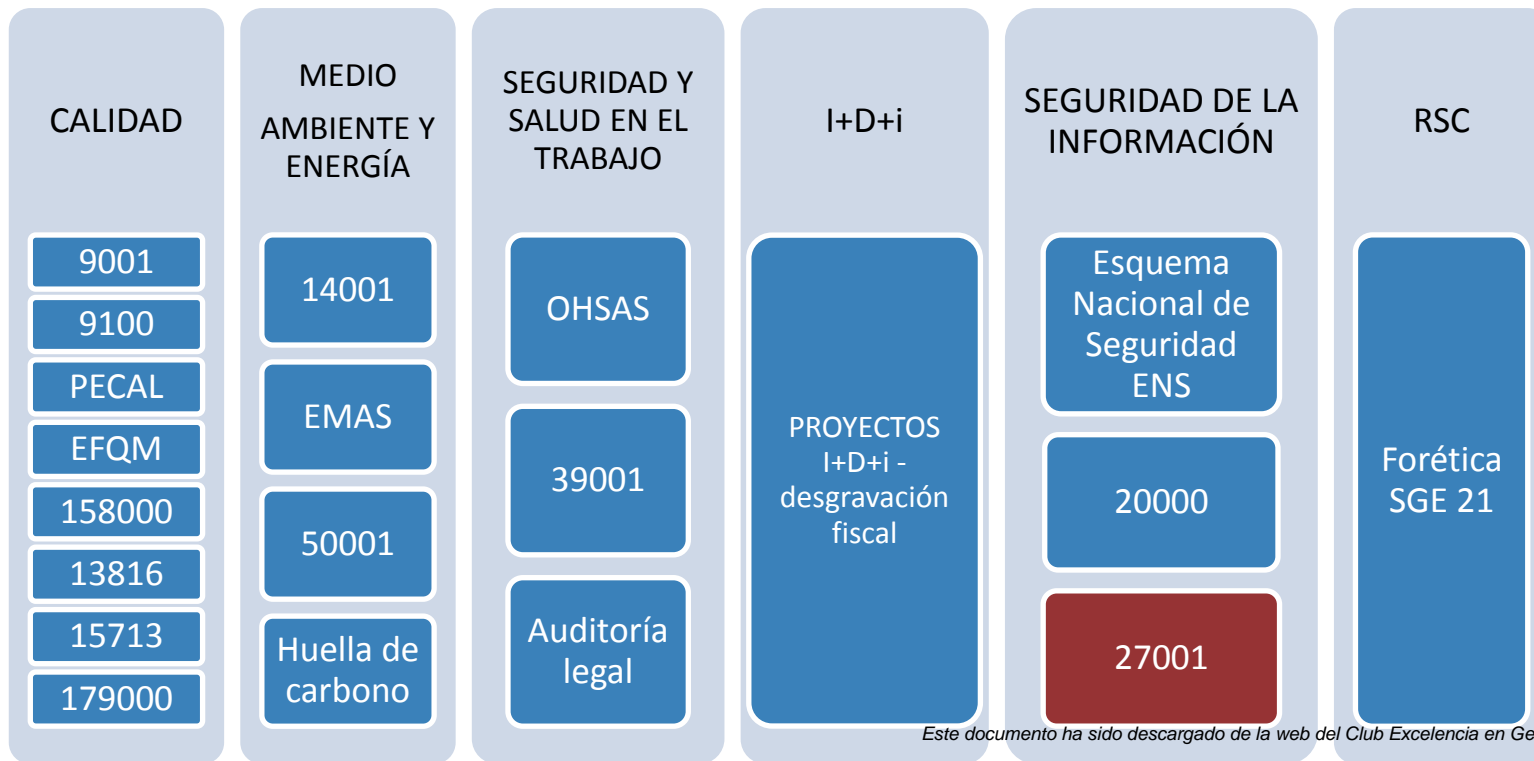 CALIDAD
9001
9100
PECAL
EFQM
158000
13816
15713
179000
MEDIO
AMBIENTE Y
ENERGÍA
14001
EMAS
50001
Huella de
carbono
SEGURIDAD Y
SALUD EN EL
TRABAJO
OHSAS
39001
Auditoría
legal
I+D+i
PROYECTOS
I+D+i -
desgravación
fiscal
SEGURIDAD DE LA
INFORMACIÓN
Esquema
Nacional de
Seguridad
ENS
20000
27001
RSC
Forética
SGE 21
Este documento ha sido descargado de la web del Club Excelencia en Ge